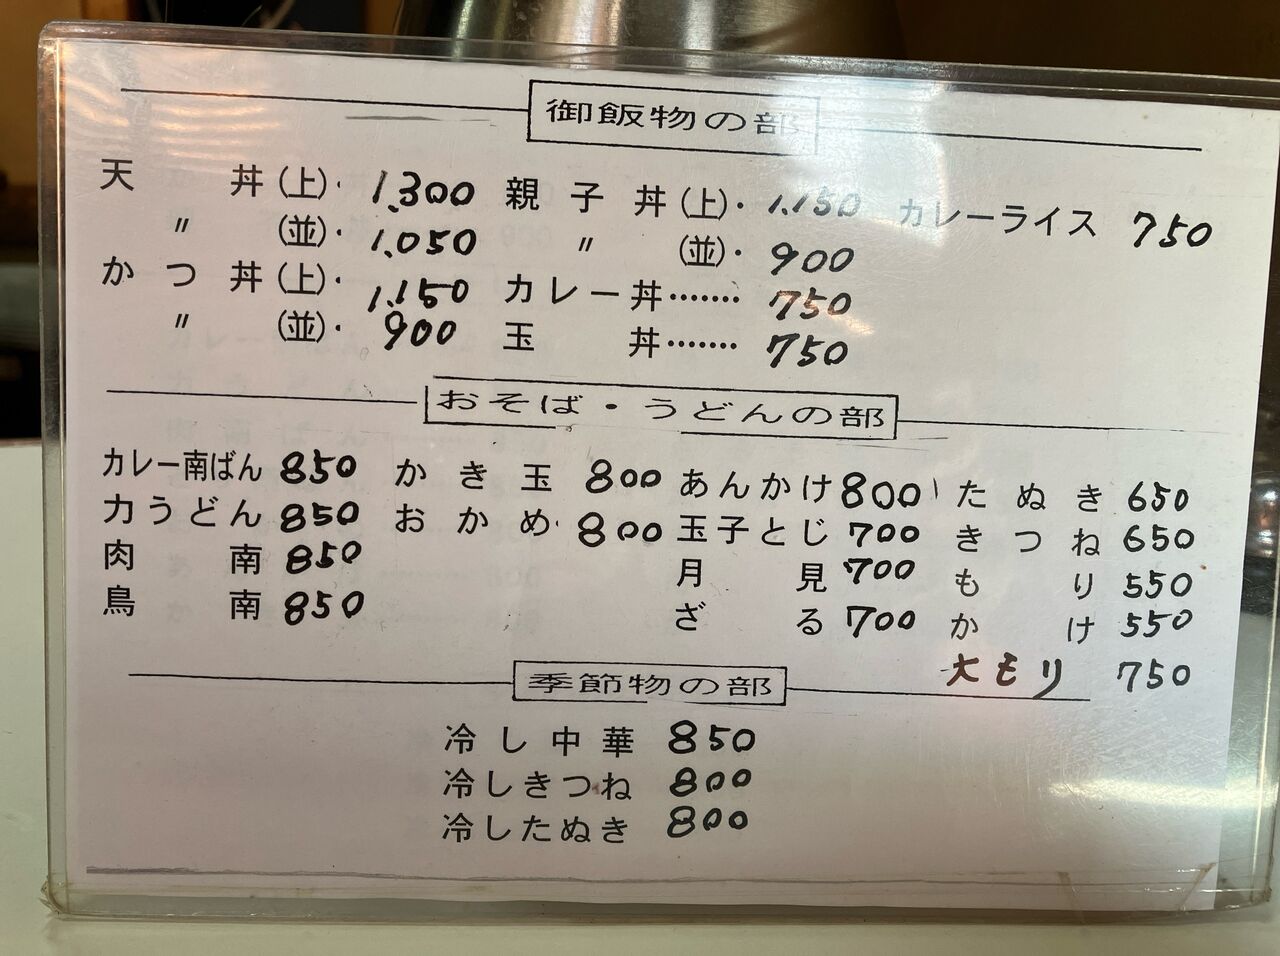 御飯物の部
天 丼(上)・ 1,300 親子丼(上)・ 1,150 カレーライス 750
〃 (並)・ 1,050 〃 (並)・ 900
かつ丼(上)・ 1,150 カレー丼‥‥‥ 750
〃 (並)・ 900 玉 丼‥‥‥ 750
おそば・うどんの部
カレー南ばん 850 かき玉 800 あんかけ 800 たぬき 650
力うどん 850 おかめ・ 800 玉子とじ 700 きつね 650
肉 南 850 月 見 700 も り 550
鳥 南 850 ざ る 700 か け 550
大モリ 750
季節物の部
冷し中華 850
冷しきつね 800
冷したぬき 800